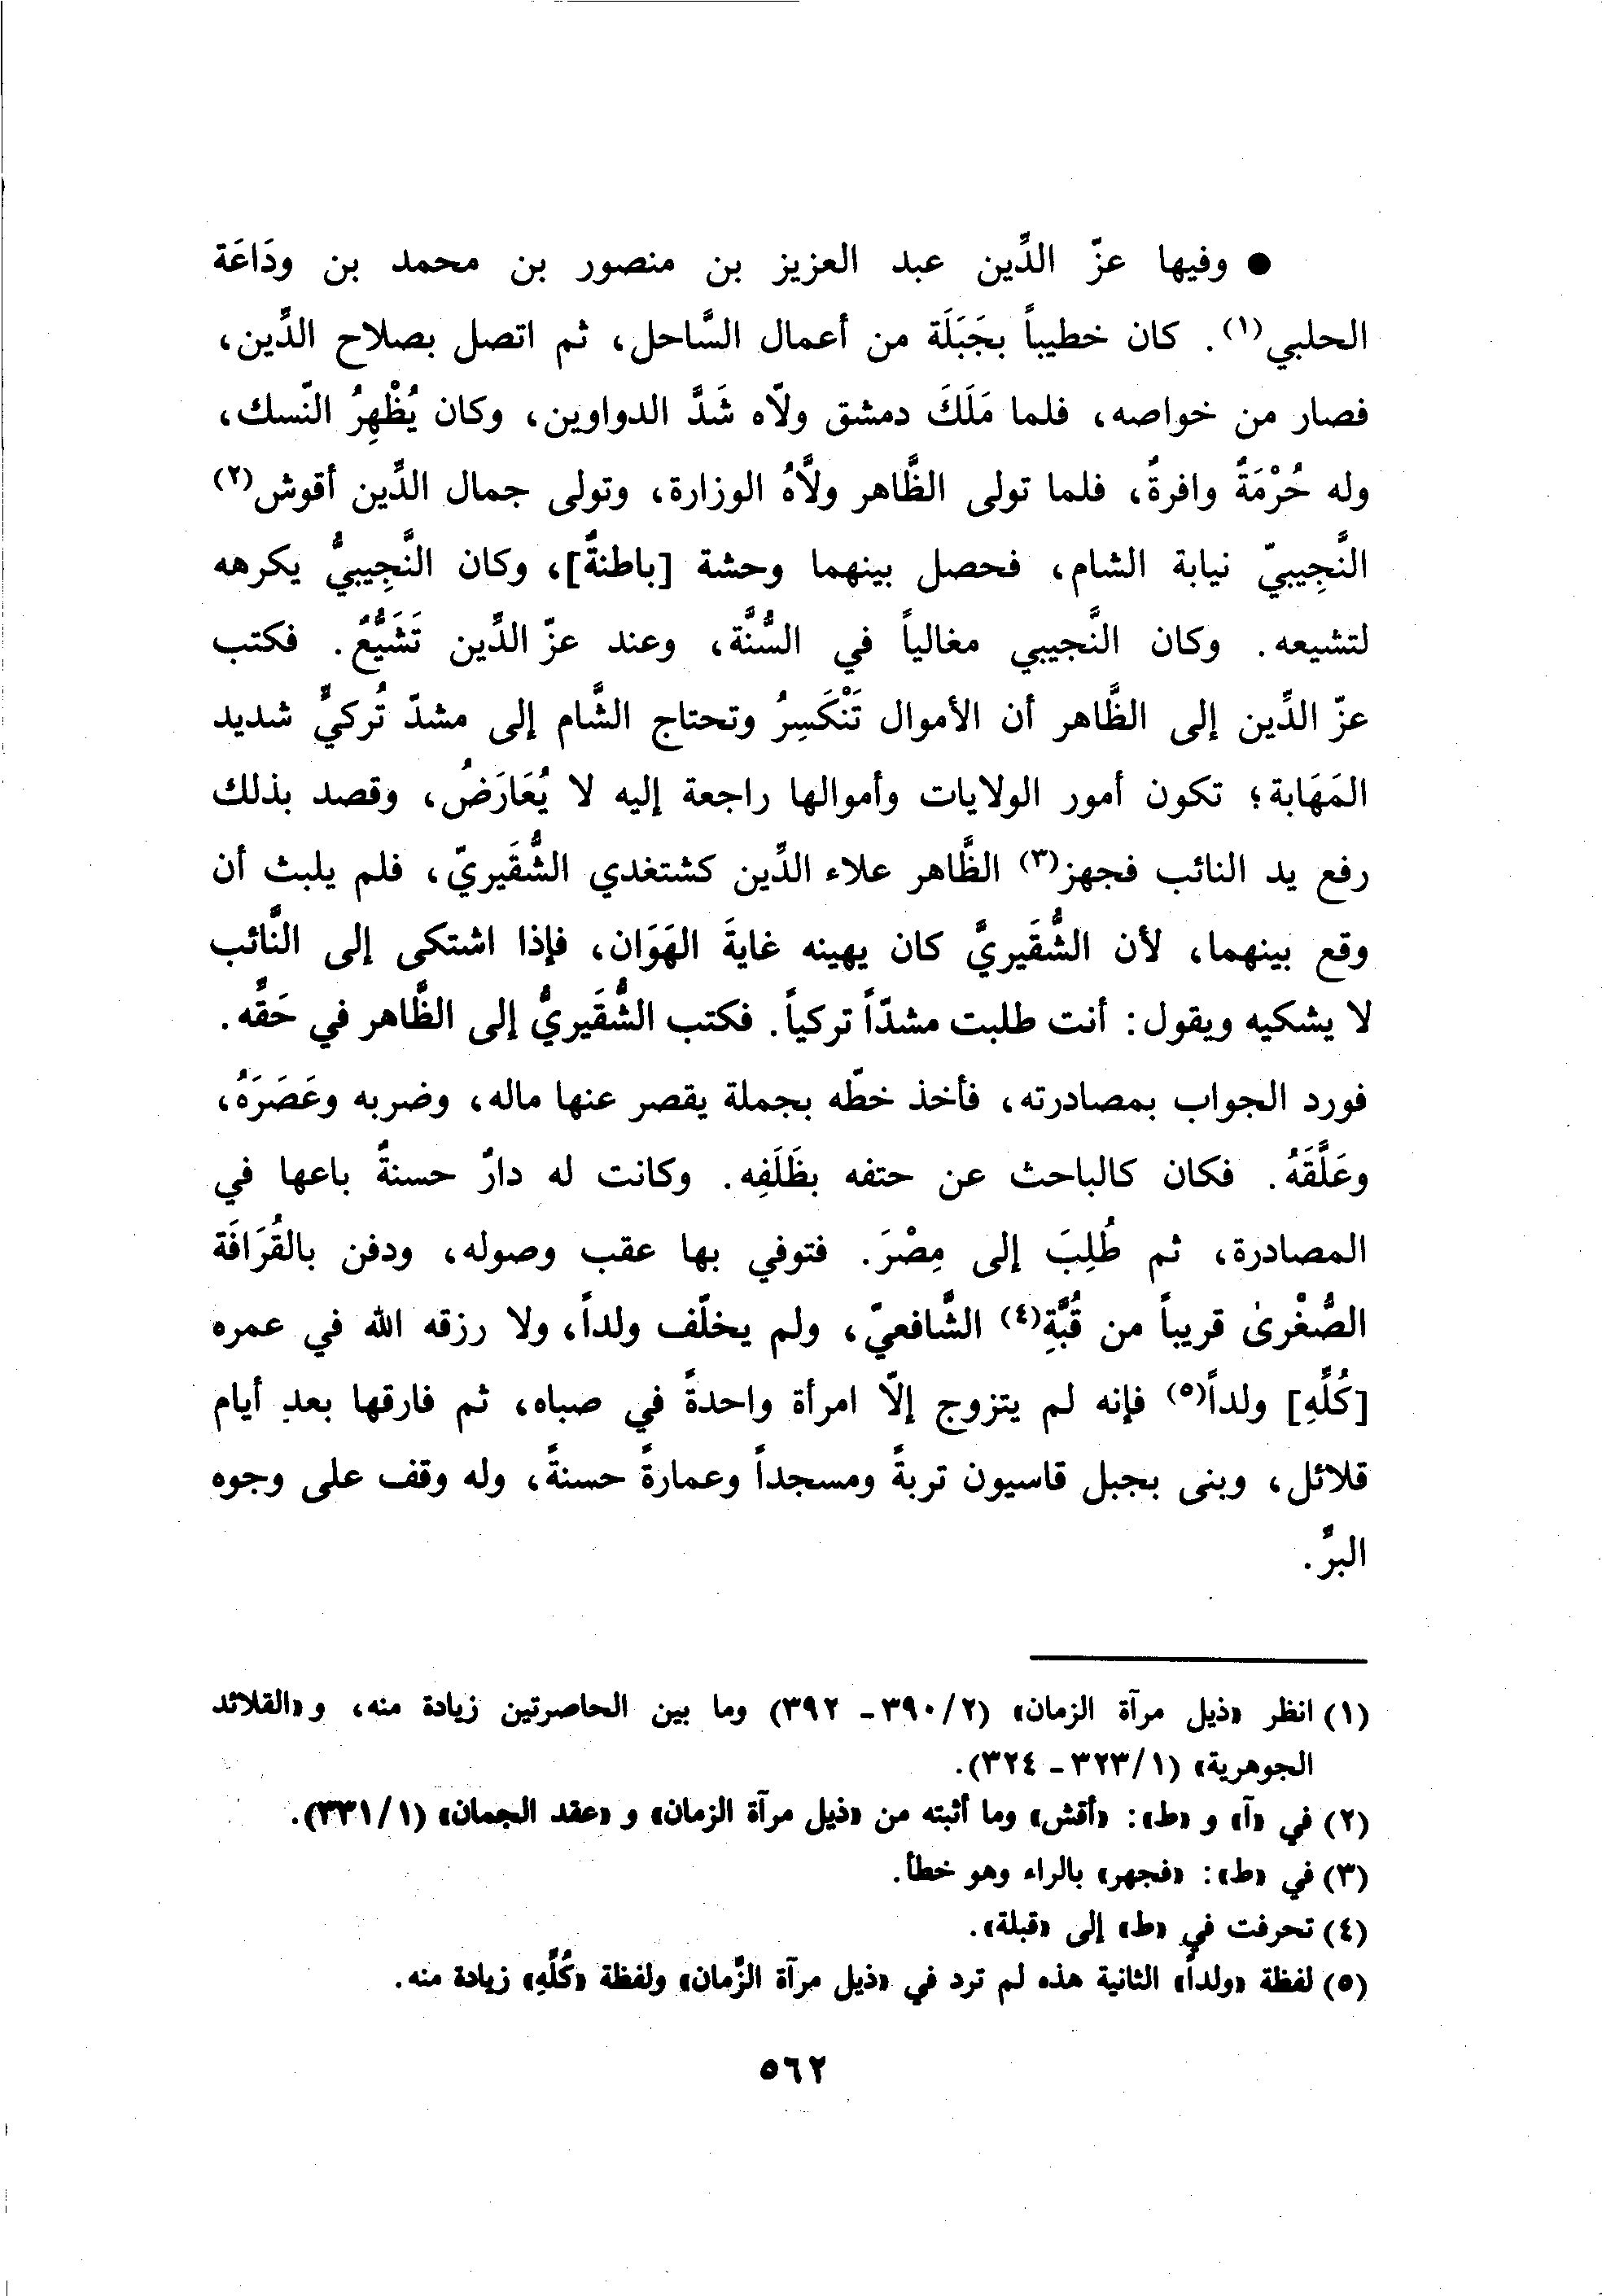 ● وفيها عزّ الدِّين عبد العزيز بن منصور بن محمد بن ودَاعَة
الحلبي(١). كان خطيباً بجَبَلَة من أعمال السَّاحل، ثم اتصل بصلاح الدِّين،
فصار من خواصه، فلما مَلَكَ دمشق ولاّه شَدَّ الدواوين، وكان يُظْهِرُ النّسك،
وله حُرْمَةٌ وافرةٌ، فلما تولى الظَّاهر ولاَّهُ الوزارة، وتولى جمال الدِّين أقوش(٢)
النَّجِيبيّ نيابة الشام، فحصل بينهما وحشة [باطنةٌ]، وكان النَّجِيبيُّ يكرهه
لتشيعه. وكان النَّجيبي مغالياً في السُّنَّة، وعند عزّ الدِّين تَشَيُّعٌ. فكتب
عزّ الدِّين إلى الظَّاهر أن الأموال تَنْكَسِرُ وتحتاج الشَّام إلى مشدّ تُركيٍّ شديد
المَهَابة؛ تكون أمور الولايات وأموالها راجعة إليه لا يُعَارَضُ، وقصد بذلك
رفع يد النائب فجهز(٣) الظَّاهر علاء الدِّين كشتغدي الشُّقَيريّ، فلم يلبث أن
وقع بينهما، لأن الشُّقَيريَّ كان يهينه غايةَ الهَوَان، فإذا اشتكى إلى النَّائب
لا يشكيه ويقول: أنت طلبت مشدّاً تركياً. فكتب الشُّقَيريُّ إلى الظَّاهر في حَقِّه.
فورد الجواب بمصادرته، فأخذ خطّه بجملة يقصر عنها ماله، وضربه وعَصَرَهُ،
وعَلَّقَهُ. فكان كالباحث عن حتفه بظَلَفِه. وكانت له دارٌ حسنةٌ باعها في
المصادرة، ثم طُلِبَ إلى مِصْرَ. فتوفي بها عقب وصوله، ودفن بالقُرَافَة
الصُّغْرىٰ قريباً من قُبَّةِ(٤) الشَّافعيّ، ولم يخلّف ولداً، ولا رزقه الله في عمره
[كُلِّهِ] ولداً(٥) فإنه لم يتزوج إلاّ امرأة واحدةً في صباه، ثم فارقها بعد أيام
قلائل، وبنى بجبل قاسيون تربةً ومسجداً وعمارةً حسنةً، وله وقف على وجوه
البرِّ.
(١) انظر «ذيل مرآة الزمان» (٢/ ٣٩٠ - ٣٩٢) وما بين الحاصرتين زيادة منه، و«القلائد
الجوهرية» (١/ ٣٢٣ - ٣٢٤).
(٢) في «آ» و «ط»: «أقش» وما أثبته من «ذيل مرآة الزمان» و «عقد الجمان» (١/ ٣٣١).
(٣) في «ط»: «فجهر» بالراء وهو خطأ.
(٤) تحرفت في «ط» إلى «قبلة».
(٥) لفظة «ولداً» الثانية هذه لم ترد في «ذيل مرآة الزَّمان» ولفظة «كُلِّهِ» زيادة منه.
٥٦٢